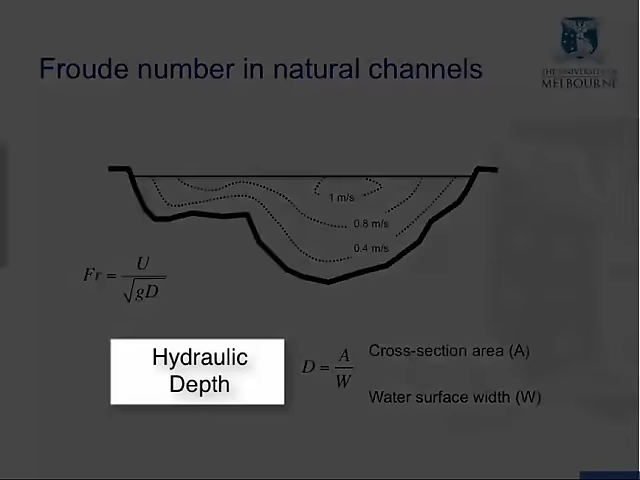 Froude number in natural channels
THE UNIVERSITY OF
MELBOURNE
1 m/s
0.8 m/s
0.4 m/s
Fr = U / √gD
Hydraulic
Depth
D = A / W
Cross-section area (A)
Water surface width (W)